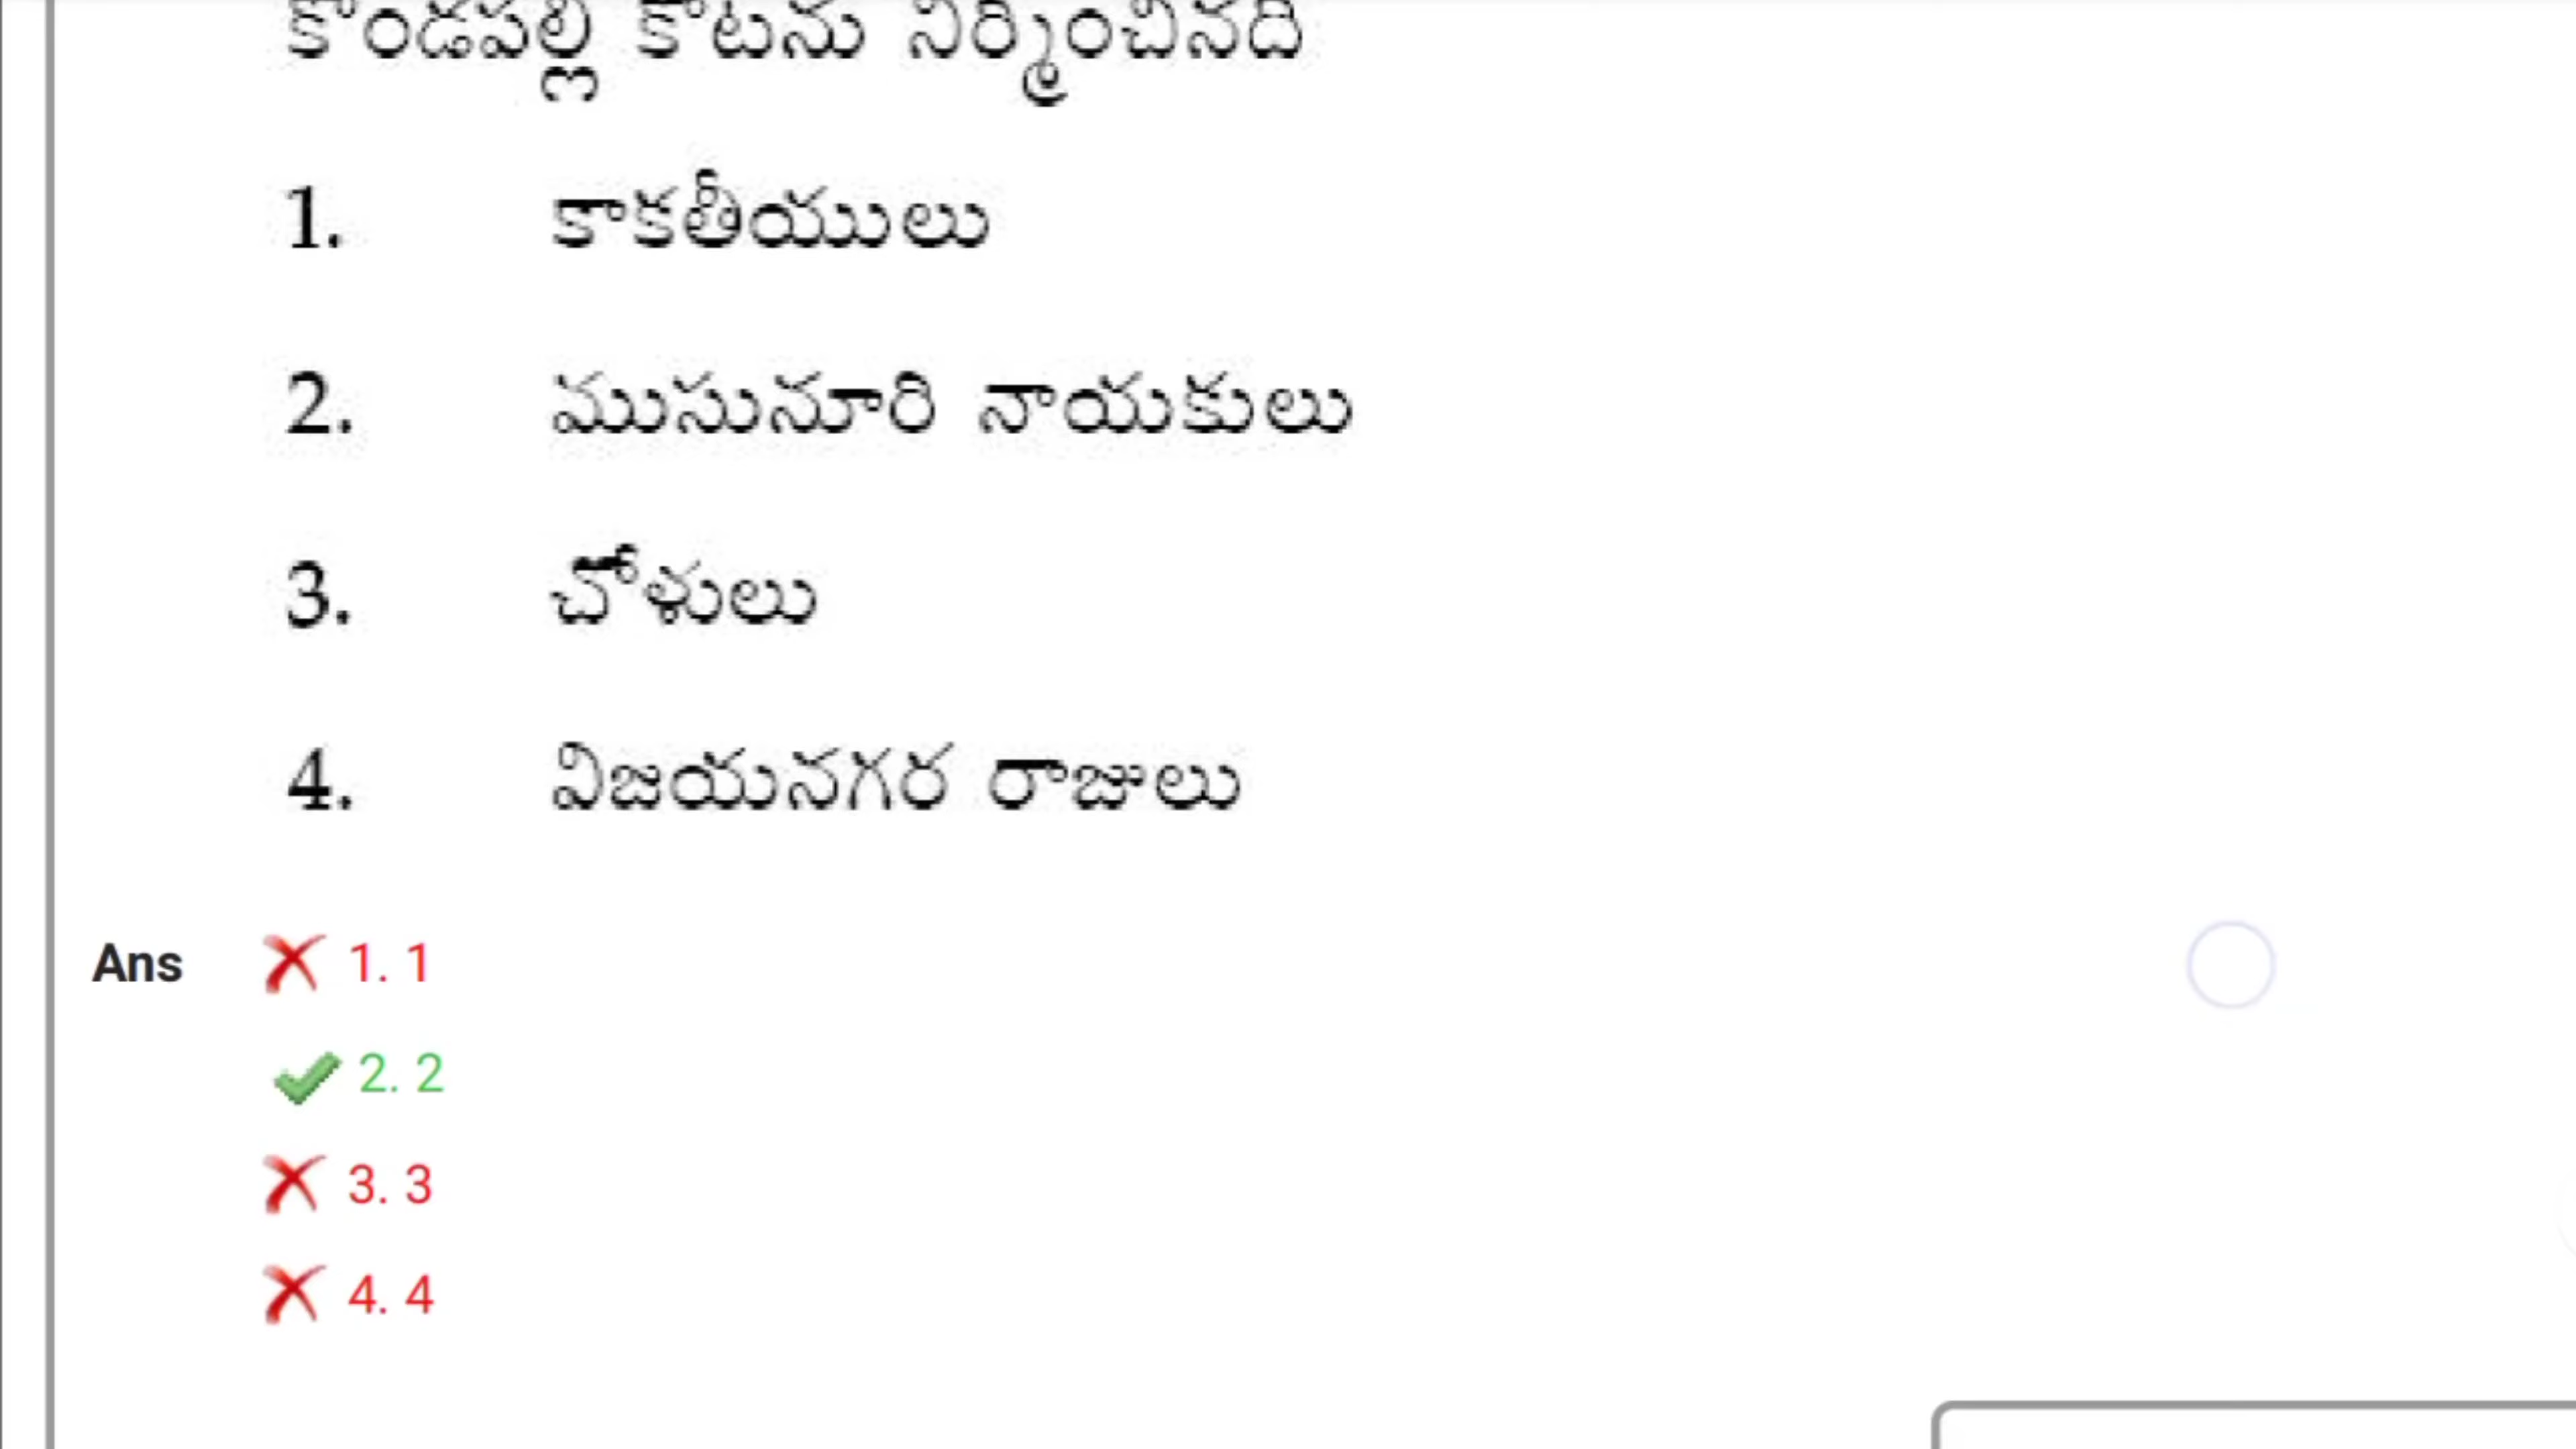 కొండపల్లి కోటను నిర్మించినది
1. కాకతీయులు
2. ముసునూరి నాయకులు
3. చోళులు
4. విజయనగర రాజులు
Ans 1. 1
2. 2
3. 3
4. 4